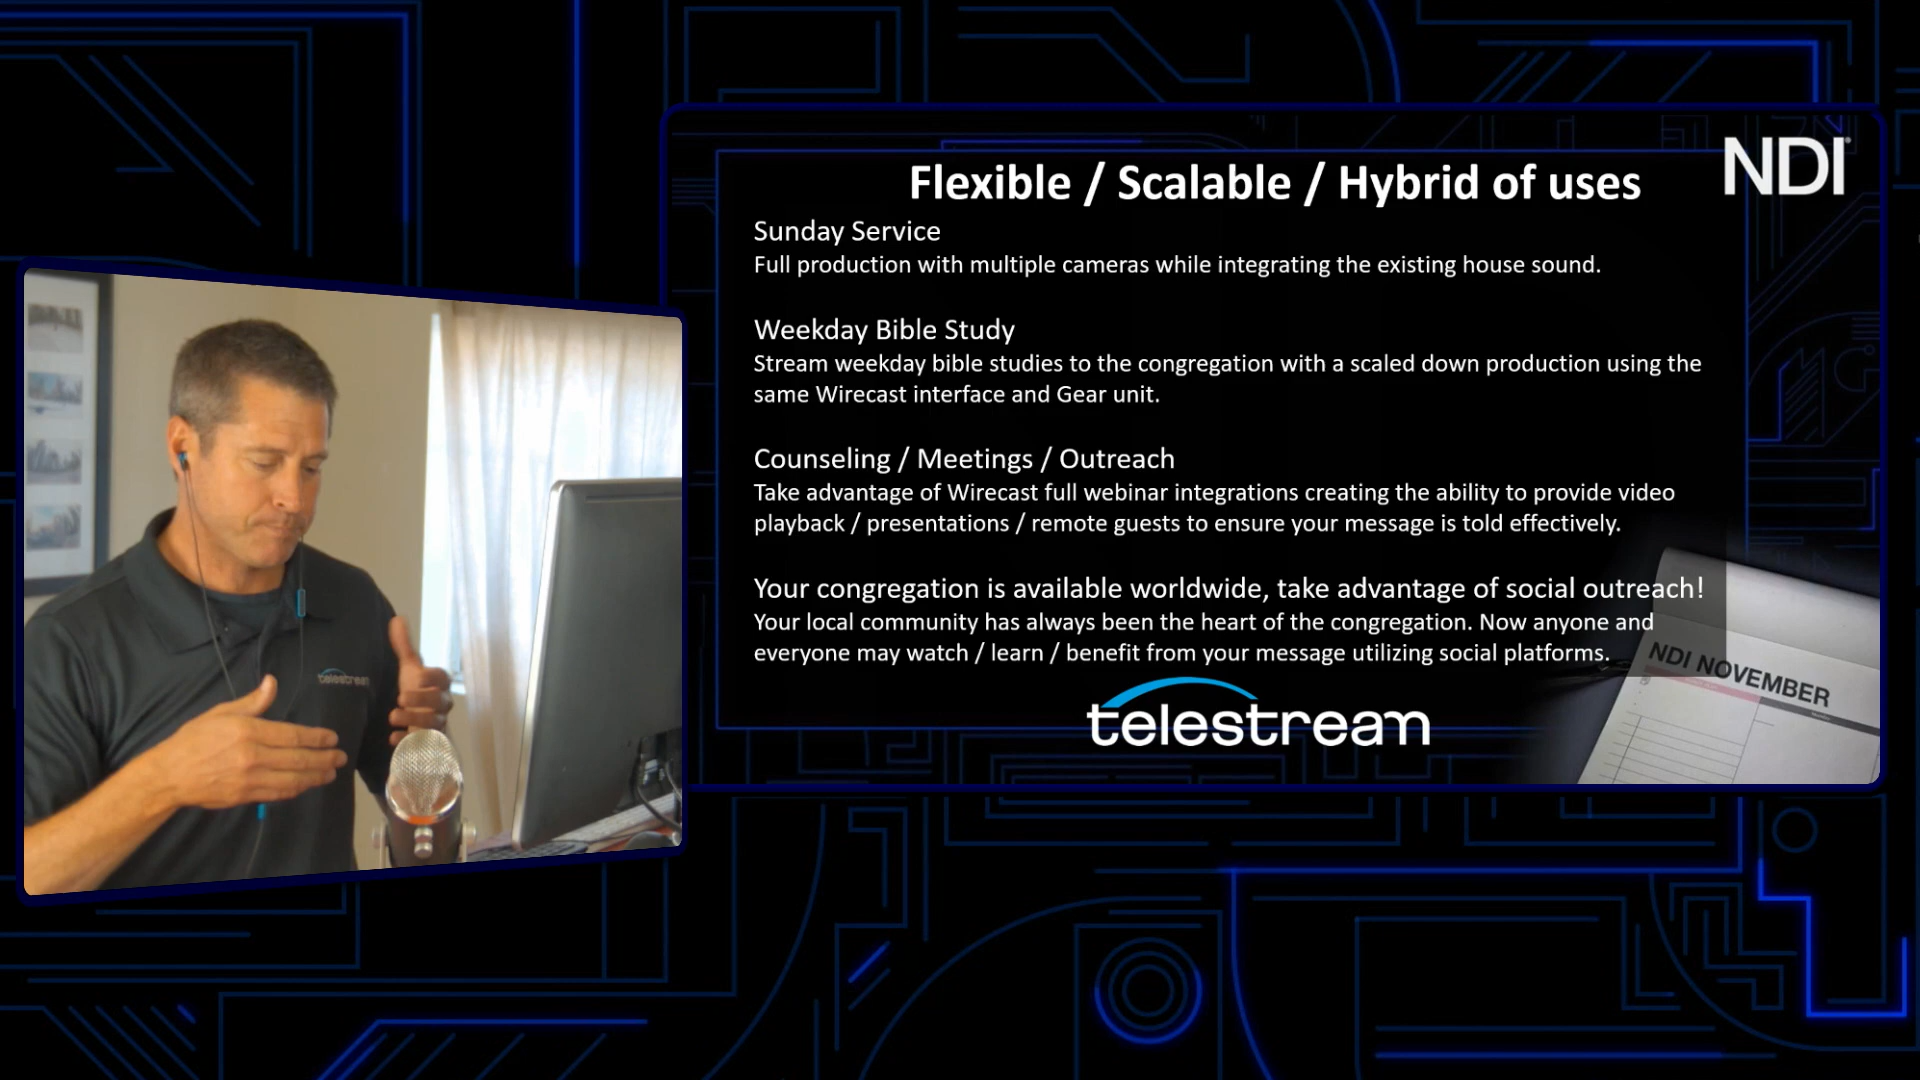 NDI
Flexible / Scalable / Hybrid of uses
Sunday Service
Full production with multiple cameras while integrating the existing house sound.
Weekday Bible Study
Stream weekday bible studies to the congregation with a scaled down production using the
same Wirecast interface and Gear unit.
Counseling / Meetings / Outreach
Take advantage of Wirecast full webinar integrations creating the ability to provide video
playback / presentations / remote guests to ensure your message is told effectively.
Your congregation is available worldwide, take advantage of social outreach!
Your local community has always been the heart of the congregation. Now anyone and
everyone may watch / learn / benefit from your message utilizing social platforms.
NDI NOVEMBER
telestream
telestream